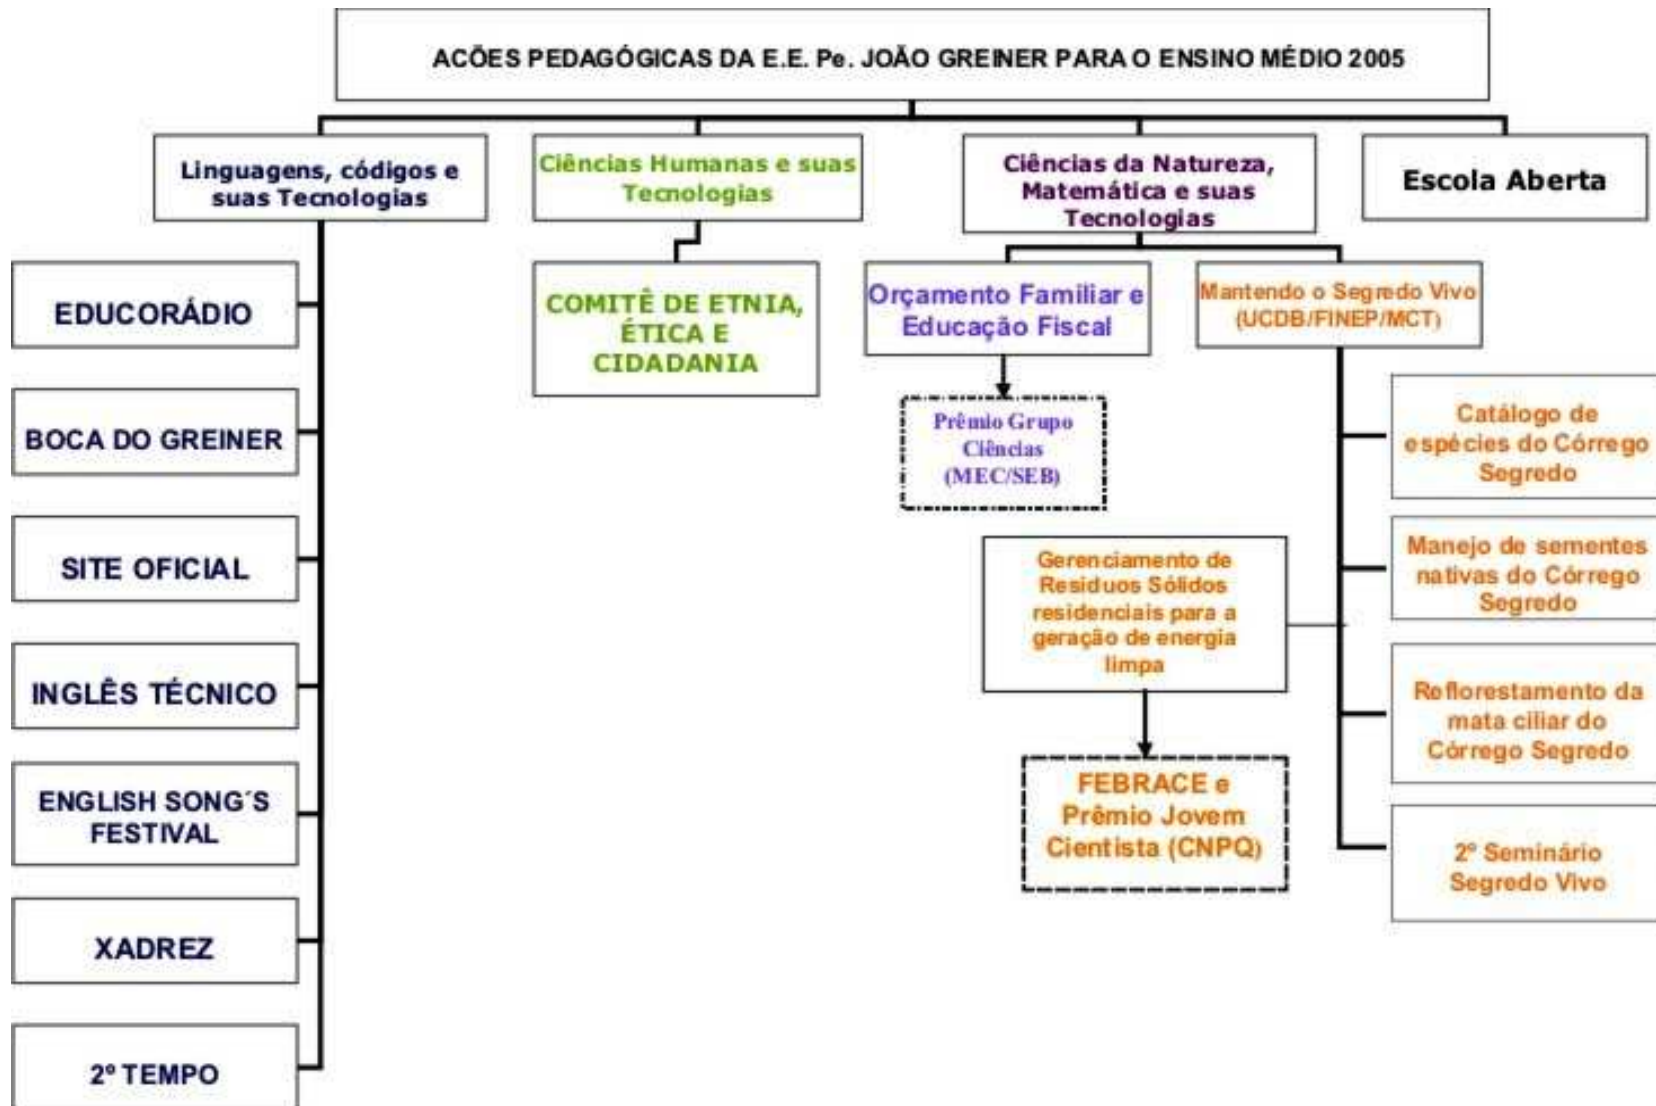 ACÕES PEDAGÓGICAS DA E.E. Pe. JOÃO GREINER PARA O ENSINO MÉDIO 2005
Linguagens, códigos e
suas Tecnologias
Ciências Humanas e suas
Tecnologias
Ciências da Natureza,
Matemática e suas
Tecnologias
Escola Aberta
EDUCORÁDIO
BOCA DO GREINER
SITE OFICIAL
INGLÊS TÉCNICO
ENGLISH SONG´S
FESTIVAL
XADREZ
2º TEMPO
COMITÊ DE ETNIA,
ÉTICA E
CIDADANIA
Orçamento Familiar e
Educação Fiscal
Prêmio Grupo
Ciências
(MEC/SEB)
Mantendo o Segredo Vivo
(UCDB/FINEP/MCT)
Gerenciamento de
Resíduos Sólidos
residenciais para a
geração de energia
limpa
FEBRACE e
Prêmio Jovem
Cientista (CNPQ)
Catálogo de
espécies do Córrego
Segredo
Manejo de sementes
nativas do Córrego
Segredo
Reflorestamento da
mata ciliar do
Córrego Segredo
2º Seminário
Segredo Vivo